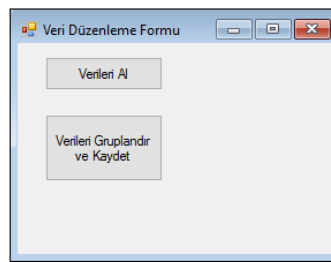 Veri Düzenleme Formu
Verileri Al
Verileri Gruplandır
ve Kaydet